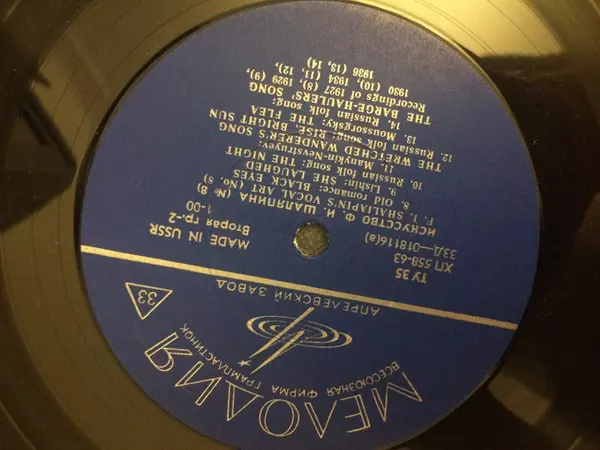 МЕЛОДИЯ
ВСЕСОЮЗНАЯ ФИРМА ГРАМПЛАСТИНОК
33
АПРЕЛЕВСКИЙ ЗАВОД
ТУ 35
ХП 558-63
33Д—018116(а)
MADE IN USSR
Вторая гр.-2
1-00
ИСКУССТВО Ф. И. ШАЛЯПИНА (№ 8)
F. I. SHALIAPIN'S VOCAL ART (No. 8)
8. Old romance: BLACK EYES
9. Lishin: SHE LAUGHED
10. Russian folk song: THE NIGHT
11. Manykin-Nevstruyev:
THE WRETCHED WANDERER'S SONG
12. Russian folk song: RISE, BRIGHT SUN
13. Moussorgsky: THE FLEA
14. Russian folk song:
THE BARGE-HAULERS' SONG
Recordings of 1927 (8), 1929 (9),
1930 (10), 1934 (11, 12),
1936 (13, 14)